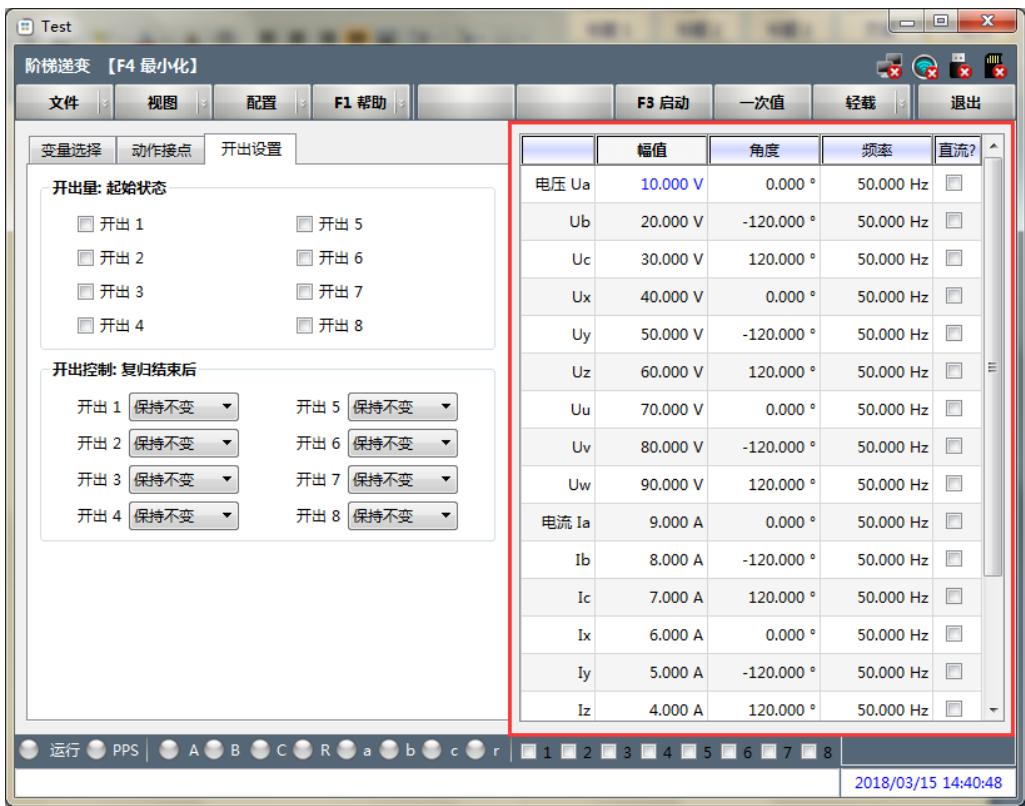 Test
阶梯递变 【F4 最小化】
文件 视图 配置 F1 帮助 F3 启动 一次值 轻载 退出
变量选择 动作接点 开出设置
开出量: 起始状态
开出 1 开出 5
开出 2 开出 6
开出 3 开出 7
开出 4 开出 8
开出控制: 复归结束后
开出 1 保持不变 开出 5 保持不变
开出 2 保持不变 开出 6 保持不变
开出 3 保持不变 开出 7 保持不变
开出 4 保持不变 开出 8 保持不变
幅值 角度 频率 直流?
电压 Ua 10.000 V 0.000 ° 50.000 Hz
Ub 20.000 V -120.000 ° 50.000 Hz
Uc 30.000 V 120.000 ° 50.000 Hz
Ux 40.000 V 0.000 ° 50.000 Hz
Uy 50.000 V -120.000 ° 50.000 Hz
Uz 60.000 V 120.000 ° 50.000 Hz
Uu 70.000 V 0.000 ° 50.000 Hz
Uv 80.000 V -120.000 ° 50.000 Hz
Uw 90.000 V 120.000 ° 50.000 Hz
电流 Ia 9.000 A 0.000 ° 50.000 Hz
Ib 8.000 A -120.000 ° 50.000 Hz
Ic 7.000 A 120.000 ° 50.000 Hz
Ix 6.000 A 0.000 ° 50.000 Hz
Iy 5.000 A -120.000 ° 50.000 Hz
Iz 4.000 A 120.000 ° 50.000 Hz
运行 PPS A B C R a b c r 1 2 3 4 5 6 7 8
2018/03/15 14:40:48